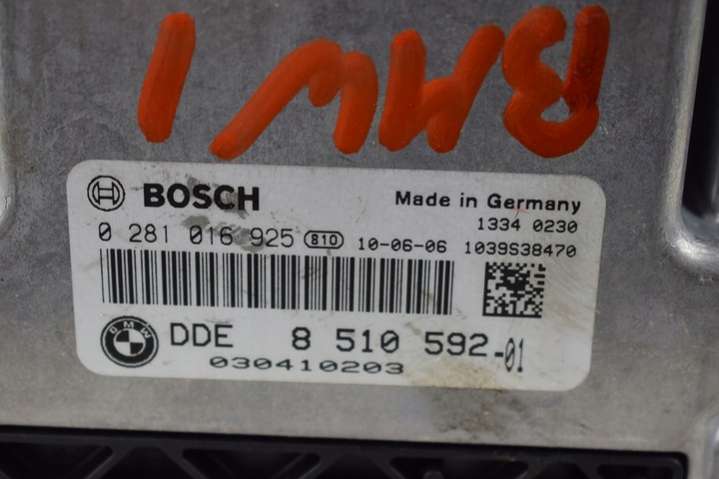 BMW 1
BOSCH
Made in Germany
1334 0230
0 281 016 925 810 10-06-06 1039S38470
BMW DDE 8 510 592-01
030410203